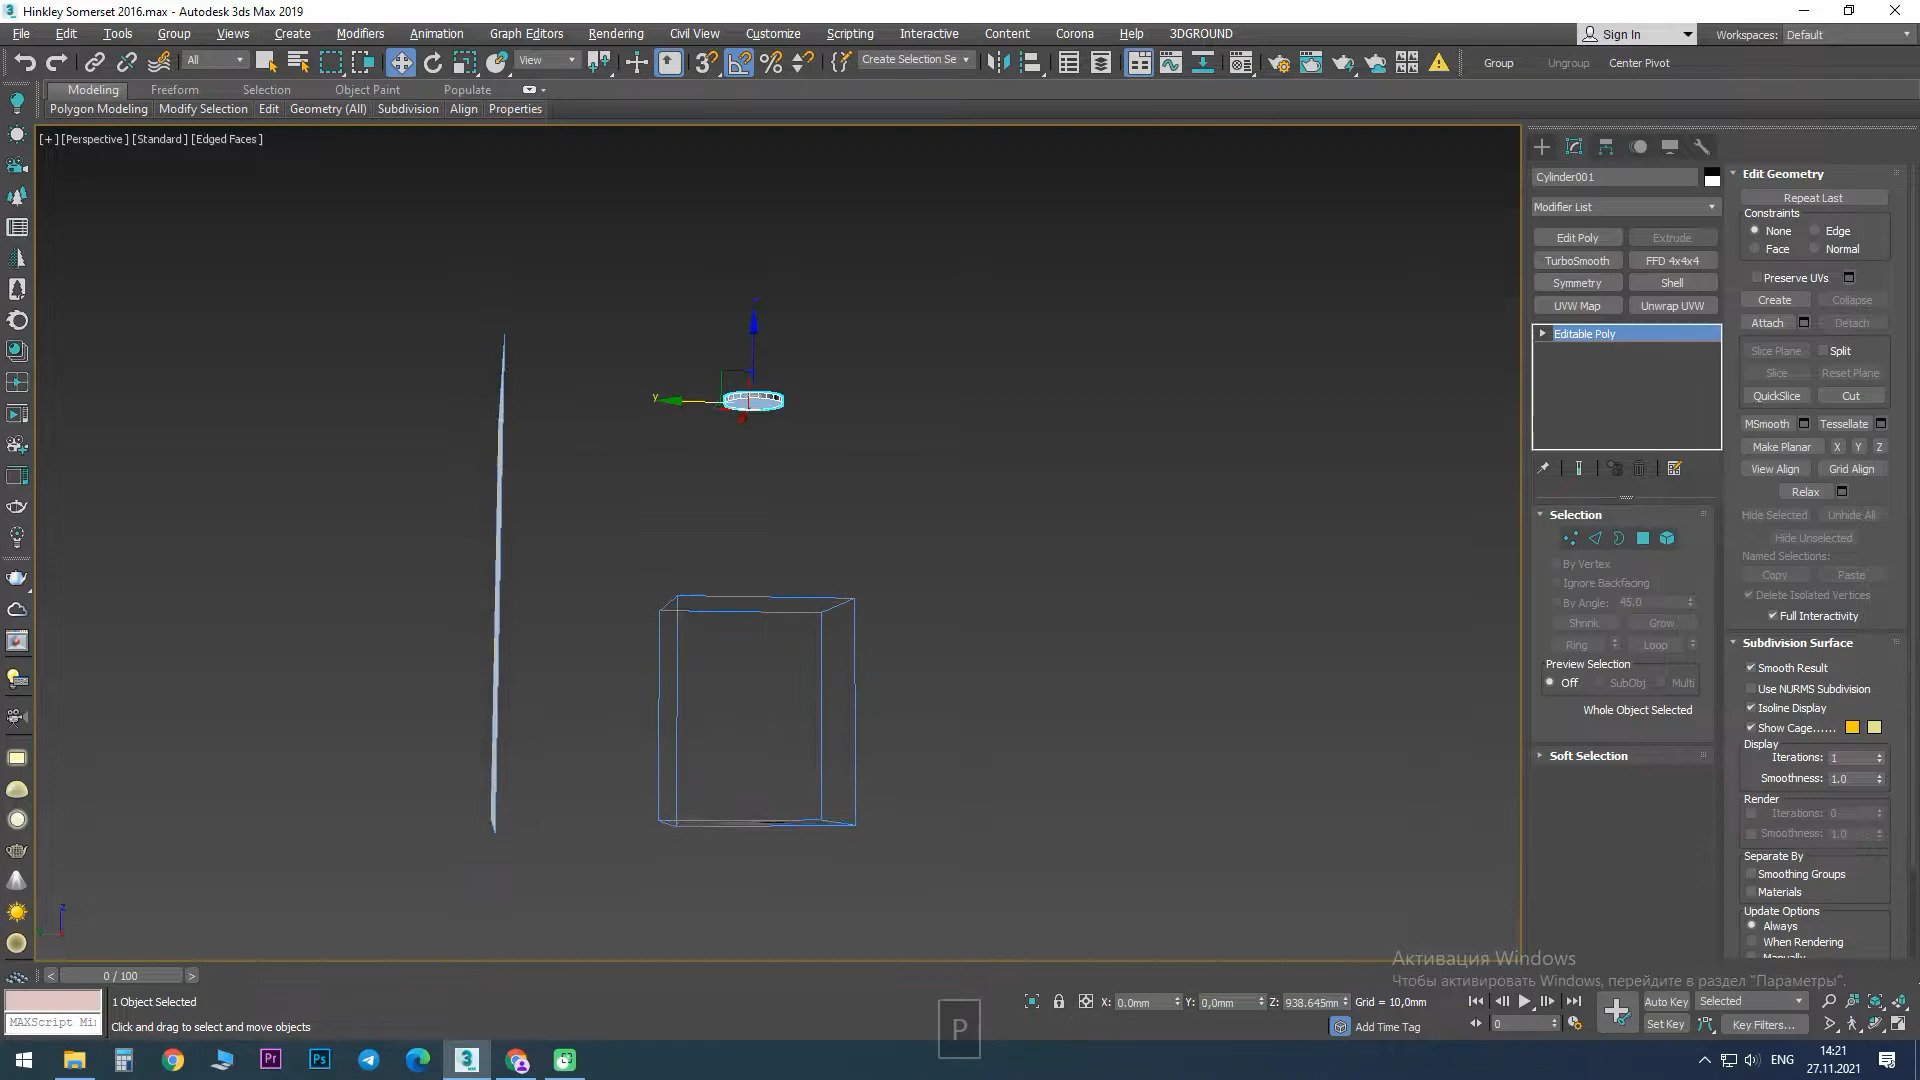 Hinkley Somerset 2016.max - Autodesk 3ds Max 2019
File Edit Tools Group Views Create Modifiers Animation Graph Editors Rendering Civil View Customize Scripting Interactive Content Corona Help 3DGROUND Sign In Workspaces: Default
All View Create Selection Se Group Ungroup Center Pivot
Modeling Freeform Selection Object Paint Populate
Polygon Modeling Modify Selection Edit Geometry (All) Subdivision Align Properties
[+] [Perspective ] [Standard ] [Edged Faces ]
Cylinder001
Modifier List
Edit Poly Extrude
TurboSmooth FFD 4x4x4
Symmetry Shell
UVW Map Unwrap UVW
Editable Poly
Selection
By Vertex
Ignore Backfacing
By Angle: 45.0
Shrink Grow
Ring Loop
Preview Selection
Off SubObj Multi
Whole Object Selected
Soft Selection
Edit Geometry
Repeat Last
Constraints
None Edge
Face Normal
Preserve UVs
Create Collapse
Attach Detach
Slice Plane Split
Slice Reset Plane
QuickSlice Cut
MSmooth Tessellate
Make Planar X Y Z
View Align Grid Align
Relax
Hide Selected Unhide All
Hide Unselected
Named Selections:
Copy Paste
Delete Isolated Vertices
Full Interactivity
Subdivision Surface
Smooth Result
Use NURMS Subdivision
Isoline Display
Show Cage......
Display
Iterations: 1
Smoothness: 1.0
Render
Iterations: 0
Smoothness: 1.0
Separate By
Smoothing Groups
Materials
Update Options
Always
When Rendering
y
z
Активация Windows
Чтобы активировать Windows, перейдите в раздел "Параметры".
< 0 / 100 >
1 Object Selected
MAXScript Mi
Click and drag to select and move objects
P
X: 0.0mm Y: 0,0mm Z: 938.645mm Grid = 10,0mm
Add Time Tag
0
Auto Key Selected
Set Key Key Filters...
ENG
14:21
27.11.2021